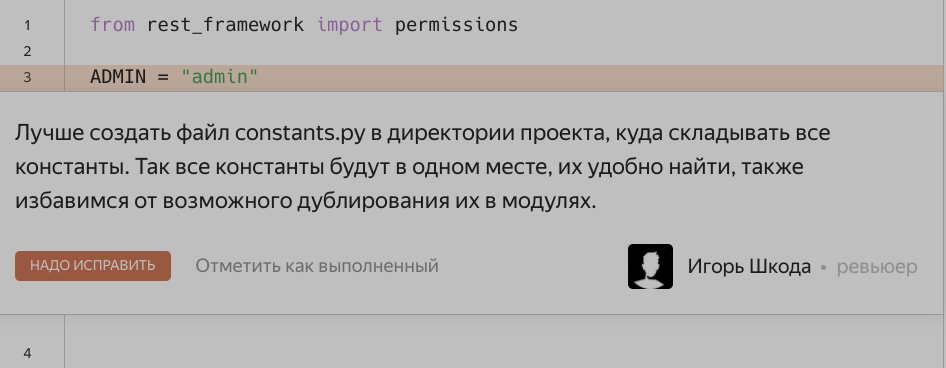 1 from rest_framework import permissions
2
3 ADMIN = "admin"
Лучше создать файл constants.py в директории проекта, куда складывать все
константы. Так все константы будут в одном месте, их удобно найти, также
избавимся от возможного дублирования их в модулях.
НАДО ИСПРАВИТЬ Отметить как выполненный Игорь Шкода • ревьюер
4